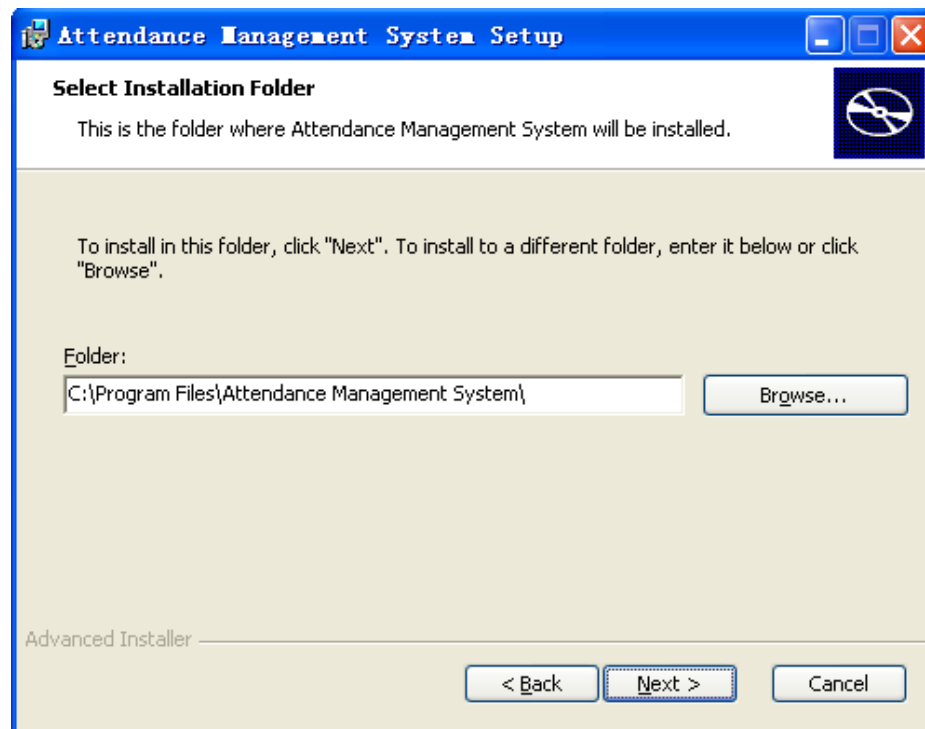 Attendance Management System Setup
Select Installation Folder
This is the folder where Attendance Management System will be installed.
To install in this folder, click "Next". To install to a different folder, enter it below or click
"Browse".
Folder:
C:\Program Files\Attendance Management System\
Browse...
Advanced Installer
< Back
Next >
Cancel